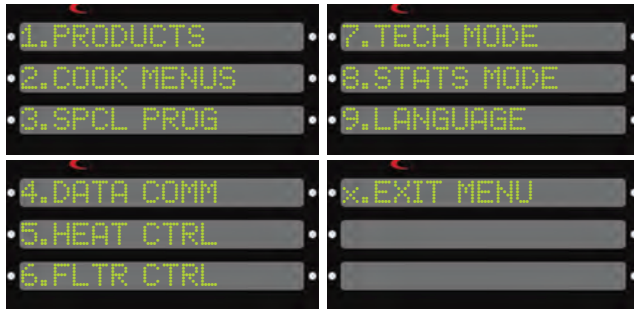 1.PRODUCTS
2.COOK MENUS
3.SPCL PROG
4.DATA COMM
5.HEAT CTRL
6.FLTR CTRL
7.TECH MODE
8.STATS MODE
9.LANGUAGE
x.EXIT MENU